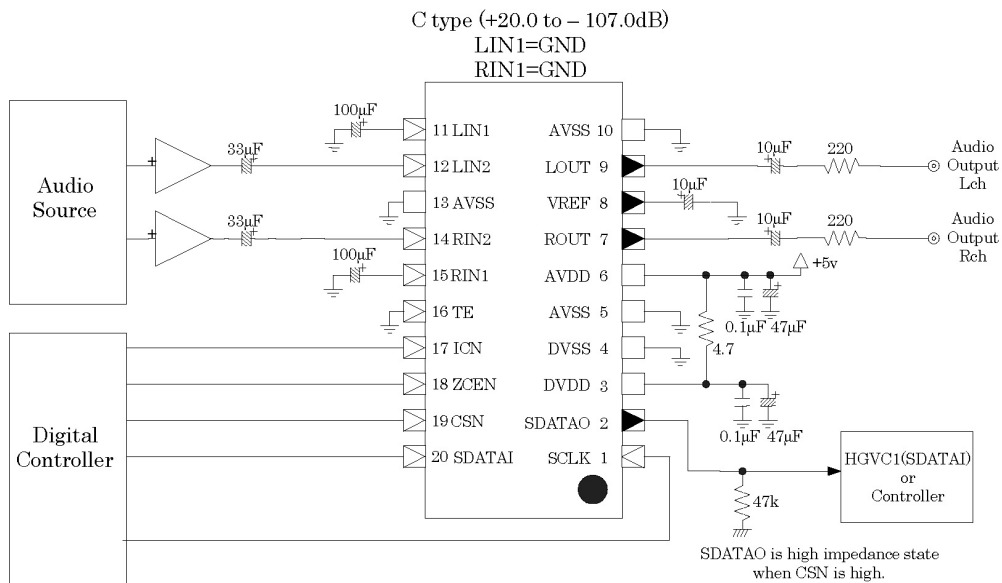 C type (+20.0 to – 107.0dB)
LIN1=GND
RIN1=GND
Audio
Source
Digital
Controller
+
+
33μF
+
33μF
+
100μF
+
100μF
+
11 LIN1
12 LIN2
13 AVSS
14 RIN2
15 RIN1
16 TE
17 ICN
18 ZCEN
19 CSN
20 SDATAI
AVSS 10
LOUT 9
VREF 8
ROUT 7
AVDD 6
AVSS 5
DVSS 4
DVDD 3
SDATAO 2
SCLK 1
10μF
+
220
Audio
Output
Lch
10μF
+
10μF
+
220
Audio
Output
Rch
+5v
+
0.1μF 47μF
4.7
+
0.1μF 47μF
HGVC1(SDATAI)
or
Controller
47k
SDATAO is high impedance state
when CSN is high.